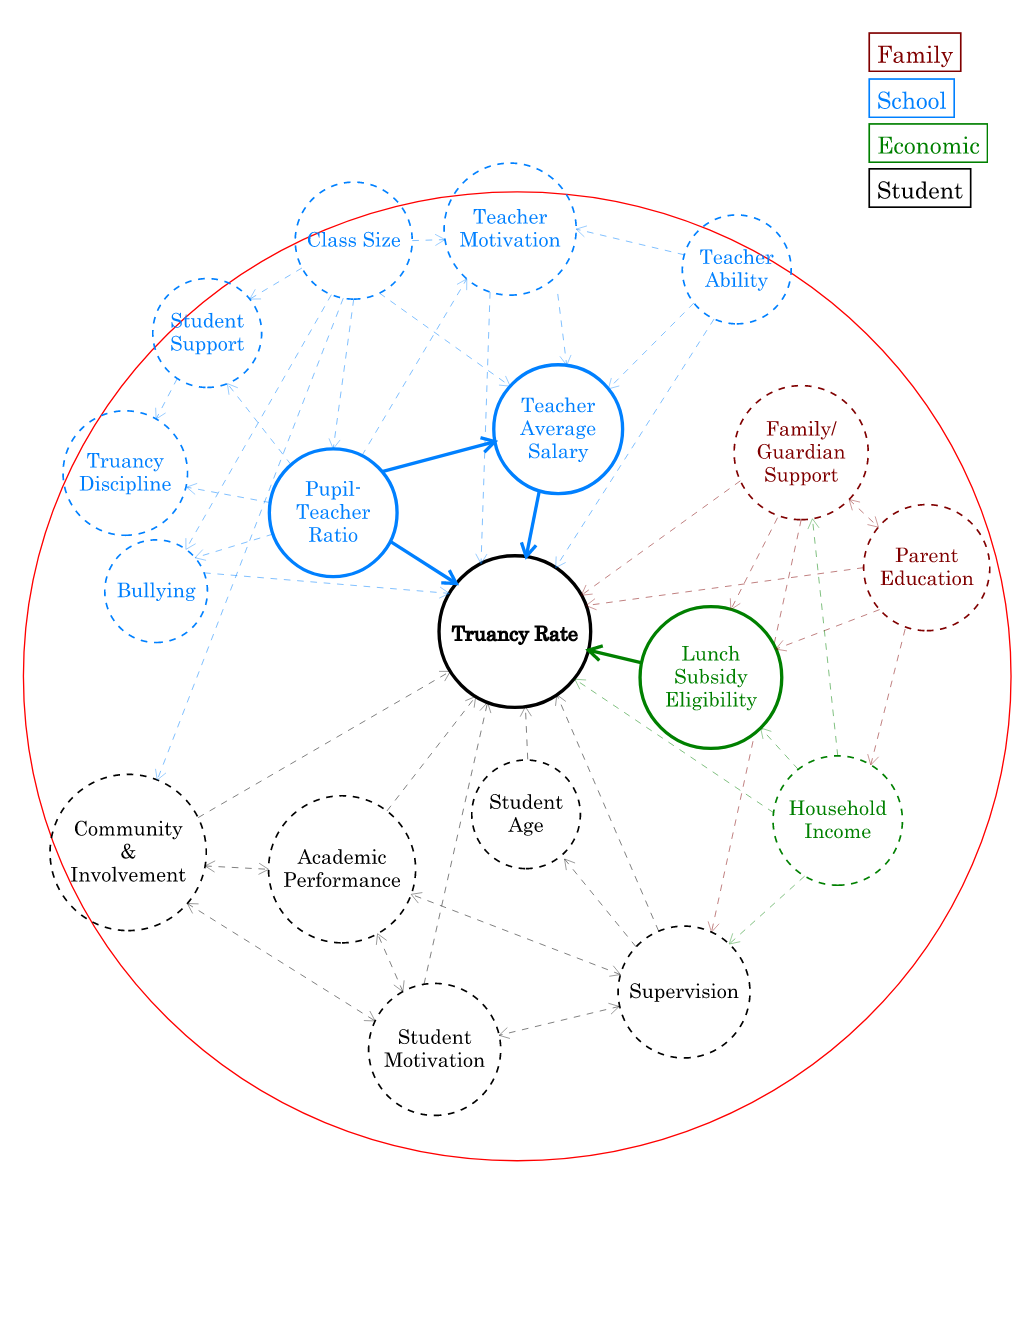 Family
School
Economic
Student
Class Size
Teacher
Motivation
Teacher
Ability
Student
Support
Teacher
Average
Salary
Family/
Guardian
Support
Truancy
Discipline
Pupil-
Teacher
Ratio
Parent
Education
Bullying
Truancy Rate
Lunch
Subsidy
Eligibility
Student
Age
Household
Income
Community
&
Involvement
Academic
Performance
Supervision
Student
Motivation